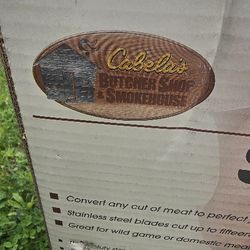 Cabela's
BUTCHER SHOP
& SMOKEHOUSE
S
Convert any cut of meat to perfect,
Stainless steel blades cut up to fifteen
Great for wild game or domestic mea